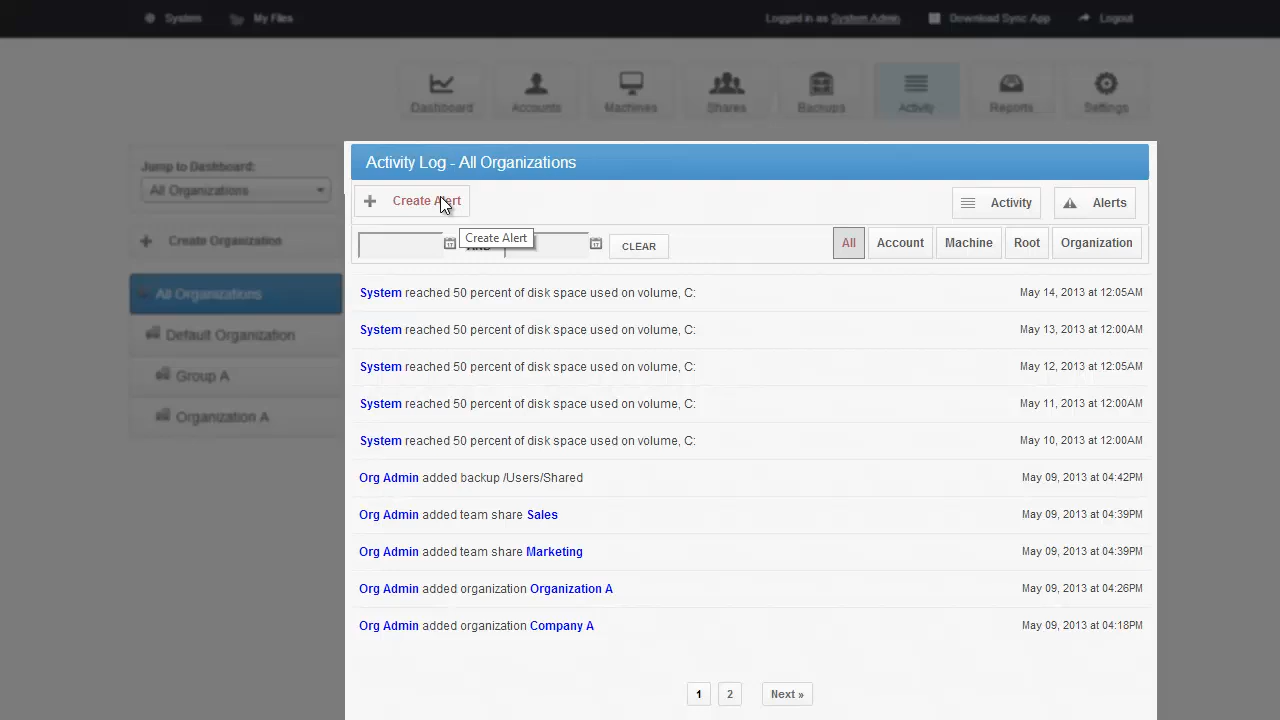 System My Files Logged in as System Admin Download Sync App Logout
Dashboard Accounts Machines Shares Backups Activity Reports Settings
Jump to Dashboard:
All Organizations
Create Organization
All Organizations
Default Organization
Group A
Organization A
Activity Log - All Organizations
Create Alert Activity Alerts
Create Alert
CLEAR All Account Machine Root Organization
System reached 50 percent of disk space used on volume, C: May 14, 2013 at 12:05AM
System reached 50 percent of disk space used on volume, C: May 13, 2013 at 12:00AM
System reached 50 percent of disk space used on volume, C: May 12, 2013 at 12:05AM
System reached 50 percent of disk space used on volume, C: May 11, 2013 at 12:00AM
System reached 50 percent of disk space used on volume, C: May 10, 2013 at 12:00AM
Org Admin added backup /Users/Shared May 09, 2013 at 04:42PM
Org Admin added team share Sales May 09, 2013 at 04:39PM
Org Admin added team share Marketing May 09, 2013 at 04:39PM
Org Admin added organization Organization A May 09, 2013 at 04:26PM
Org Admin added organization Company A May 09, 2013 at 04:18PM
1 2 Next »